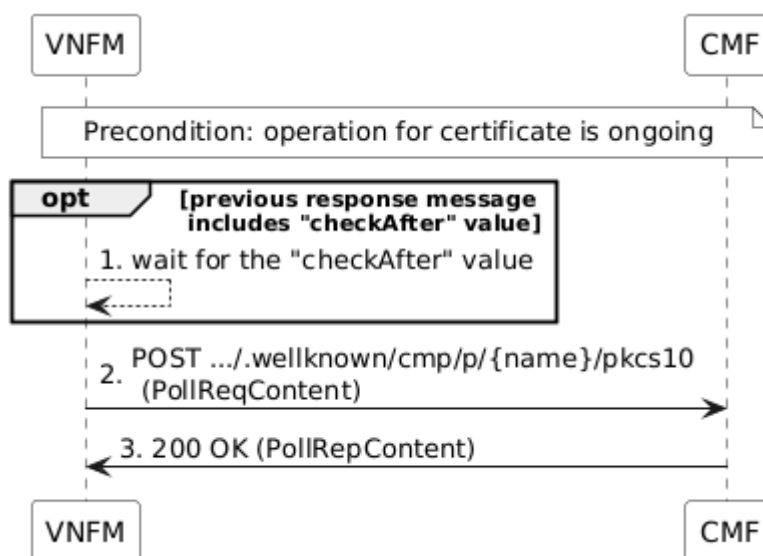 VNFM CMF
Precondition: operation for certificate is ongoing
opt [previous response message
includes "checkAfter" value]
1. wait for the "checkAfter" value
2. POST .../.wellknown/cmp/p/{name}/pkcs10
(PollReqContent)
3. 200 OK (PollRepContent)
VNFM CMF